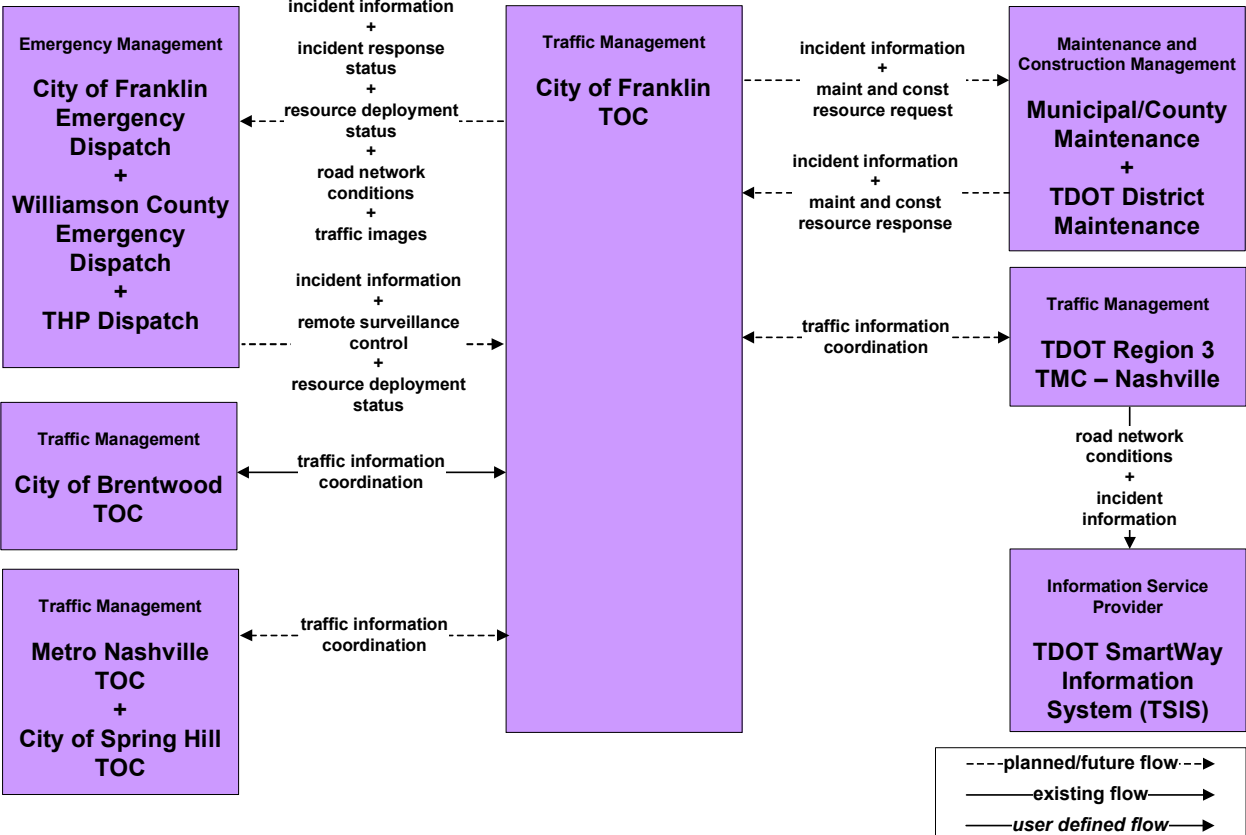 Emergency Management
City of Franklin
Emergency
Dispatch
+
Williamson County
Emergency
Dispatch
+
THP Dispatch
incident information
+
incident response
status
+
resource deployment
status
+
road network
conditions
+
traffic images
incident information
+
remote surveillance
control
+
resource deployment
status
Traffic Management
City of Franklin
TOC
incident information
+
maint and const
resource request
incident information
+
maint and const
resource response
Maintenance and
Construction Management
Municipal/County
Maintenance
+
TDOT District
Maintenance
traffic information
coordination
Traffic Management
TDOT Region 3
TMC – Nashville
Traffic Management
City of Brentwood
TOC
traffic information
coordination
road network
conditions
+
incident
information
Traffic Management
Metro Nashville
TOC
+
City of Spring Hill
TOC
traffic information
coordination
Information Service
Provider
TDOT SmartWay
Information
System (TSIS)
planned/future flow
existing flow
user defined flow